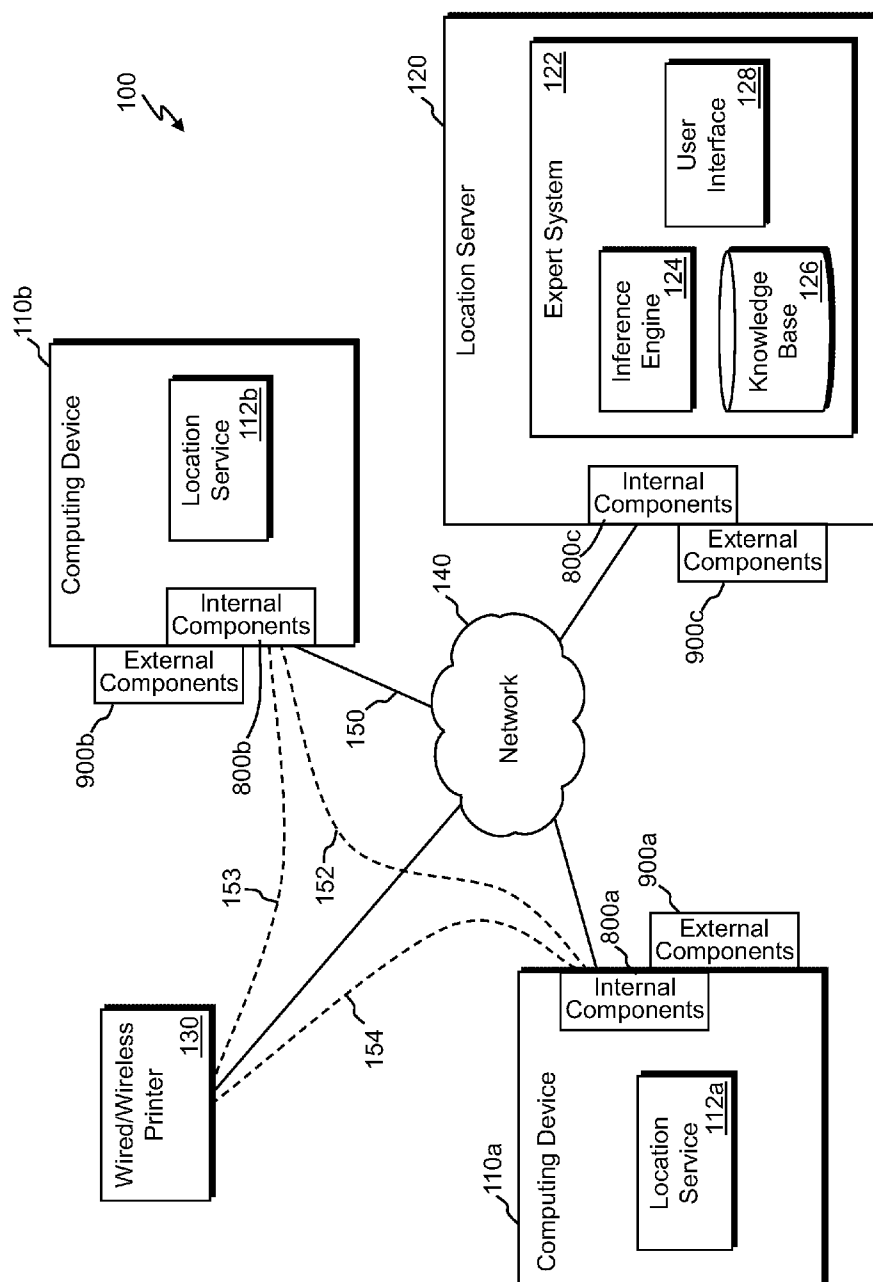 100
Wired/Wireless
Printer
130
153
154
152
900b
External
Components
Internal
Components
800b
Computing Device
110b
Location
Service
112b
150
140
Network
110a
Computing Device
Location
Service
112a
Internal
Components
800a
External
Components
900a
120
Location Server
Expert System
122
Inference
Engine
124
Knowledge
Base
126
User
Interface
128
Internal
Components
800c
External
Components
900c